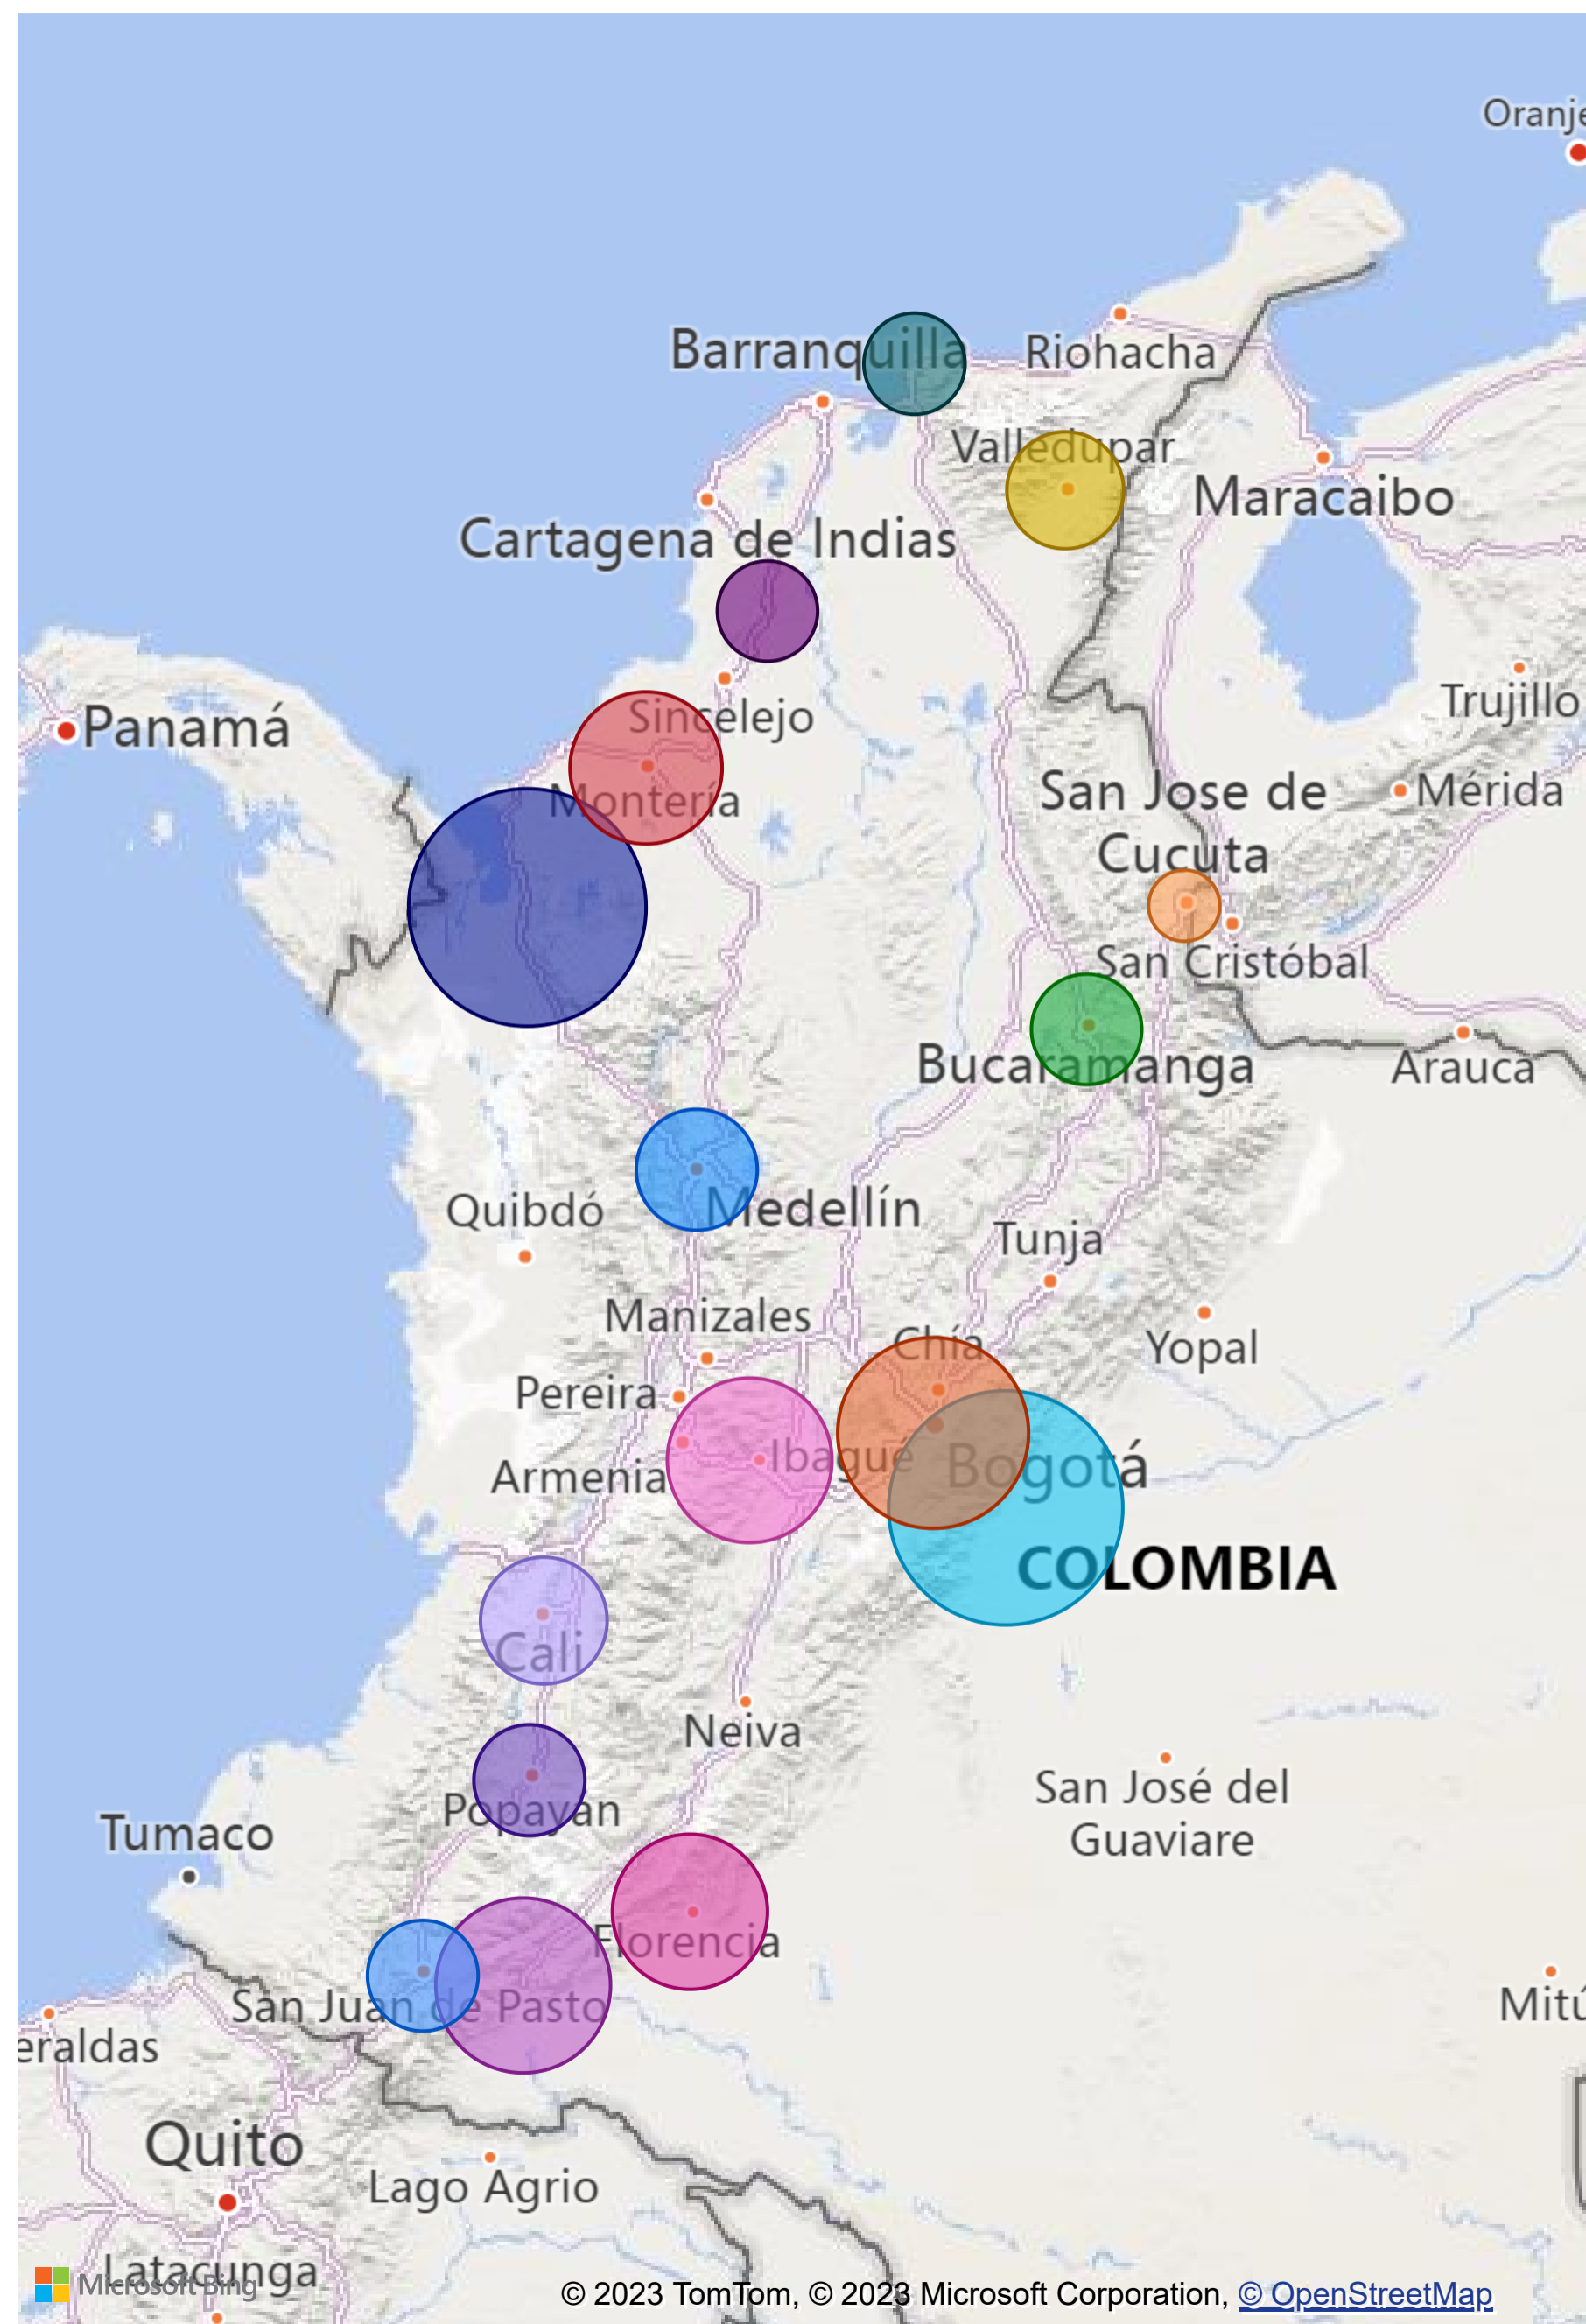 Oranje
Barranquilla
Riohacha
Valledupar
Maracaibo
Cartagena de Indias
Trujillo
Sincelejo
Panamá
San Jose de
Cucuta
Mérida
Montería
San Cristóbal
Bucaramanga
Arauca
Quibdó
Medellín
Tunja
Manizales
Chía
Yopal
Pereira
Ibagué
Bogotá
Armenia
COLOMBIA
Cali
Neiva
San José del
Guaviare
Popayán
Tumaco
Florencia
San Juan de Pasto
Mitú
eraldas
Quito
Lago Agrio
Latacunga
Microsoft Bing
© 2023 TomTom, © 2023 Microsoft Corporation, © OpenStreetMap